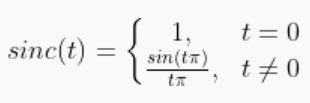 sinc(t) = { 1, t = 0
sin(tπ)/tπ, t ≠ 0